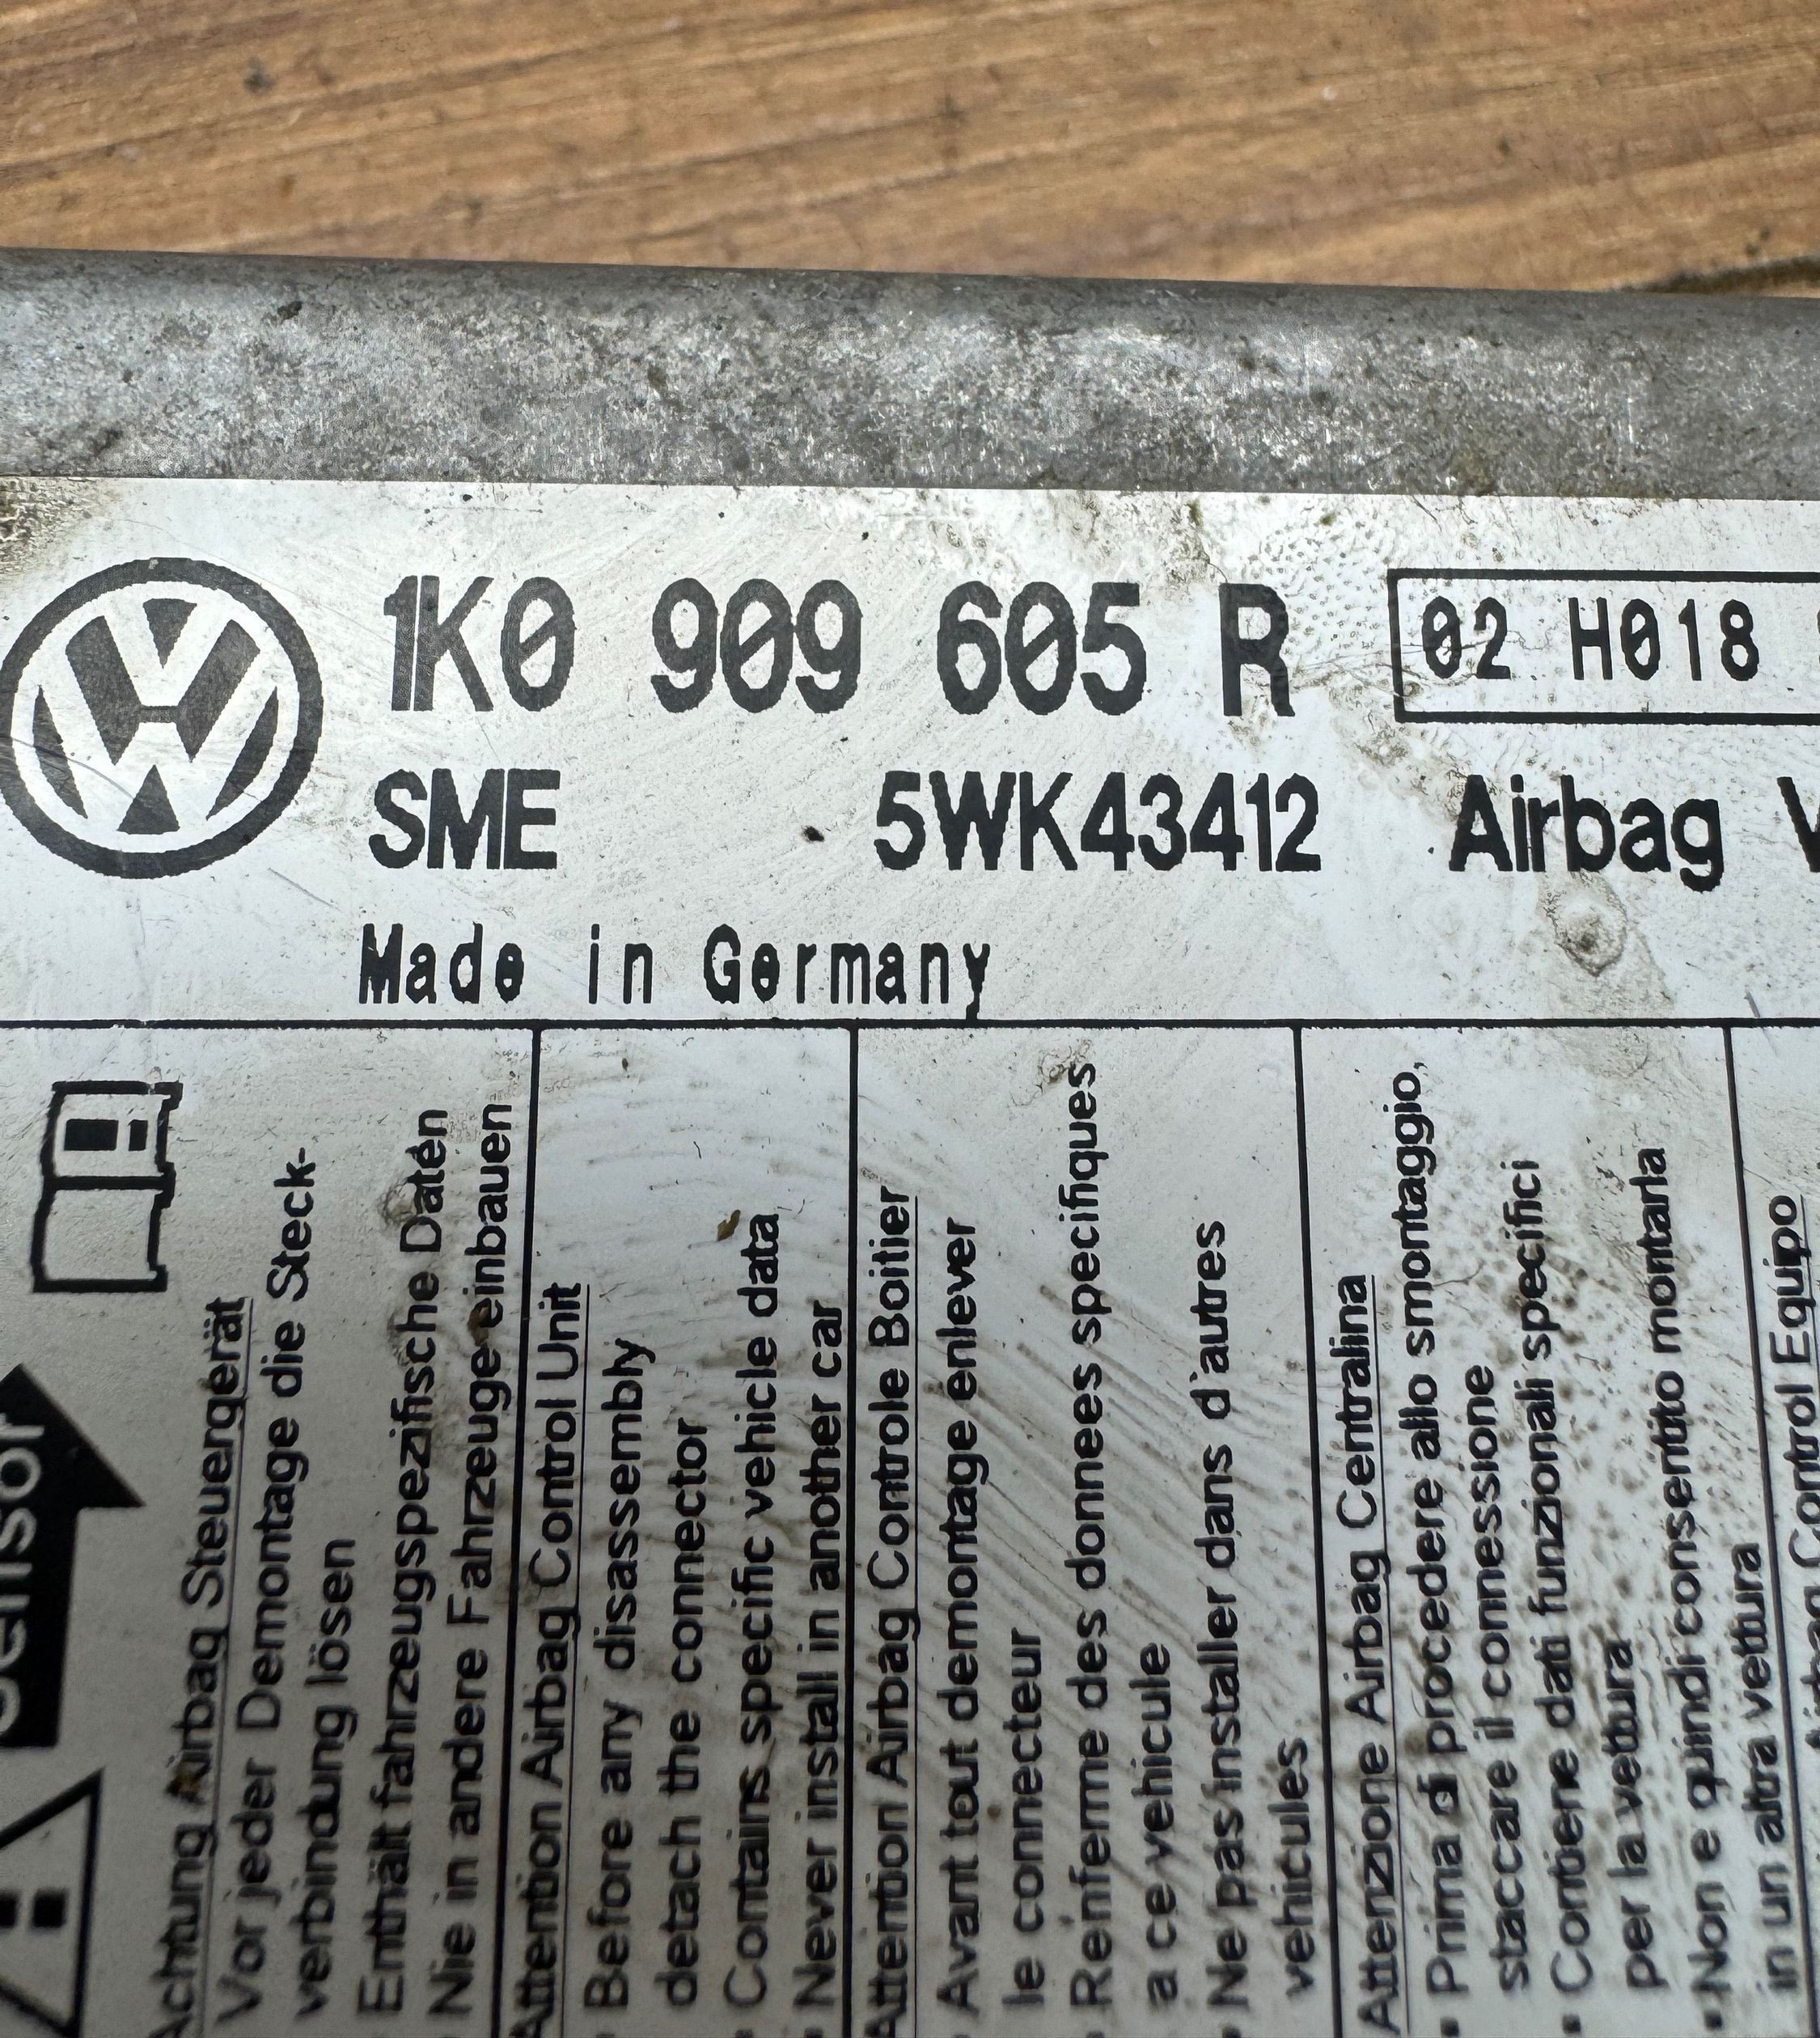 1K0 909 605 R 02 H018
SME 5WK43412 Airbag
Made in Germany
Sensor
Achtung Airbag Steuergerät
Vor jeder Demontage die Steck-
verbindung lösen
Enthält fahrzeugspezifische Daten
Nie in andere Fahrzeuge einbauen
Attention Airbag Control Unit
Before any disassembly
detach the connector
Contains specific vehicle data
Never install in another car
Attention Airbag Controle Boitier
Avant tout demontage enlever
le connecteur
Renferme des donnees specifiques
a ce vehicule
Ne pas installer dans d'autres
vehicules
Attenzione Airbag Centralina
Prima di procedere allo smontaggio,
staccare il connessione
Contiene dati funzionali specifici
per la vettura
Non e quindi consentito montarla
in un altra vettura
Control Equipo